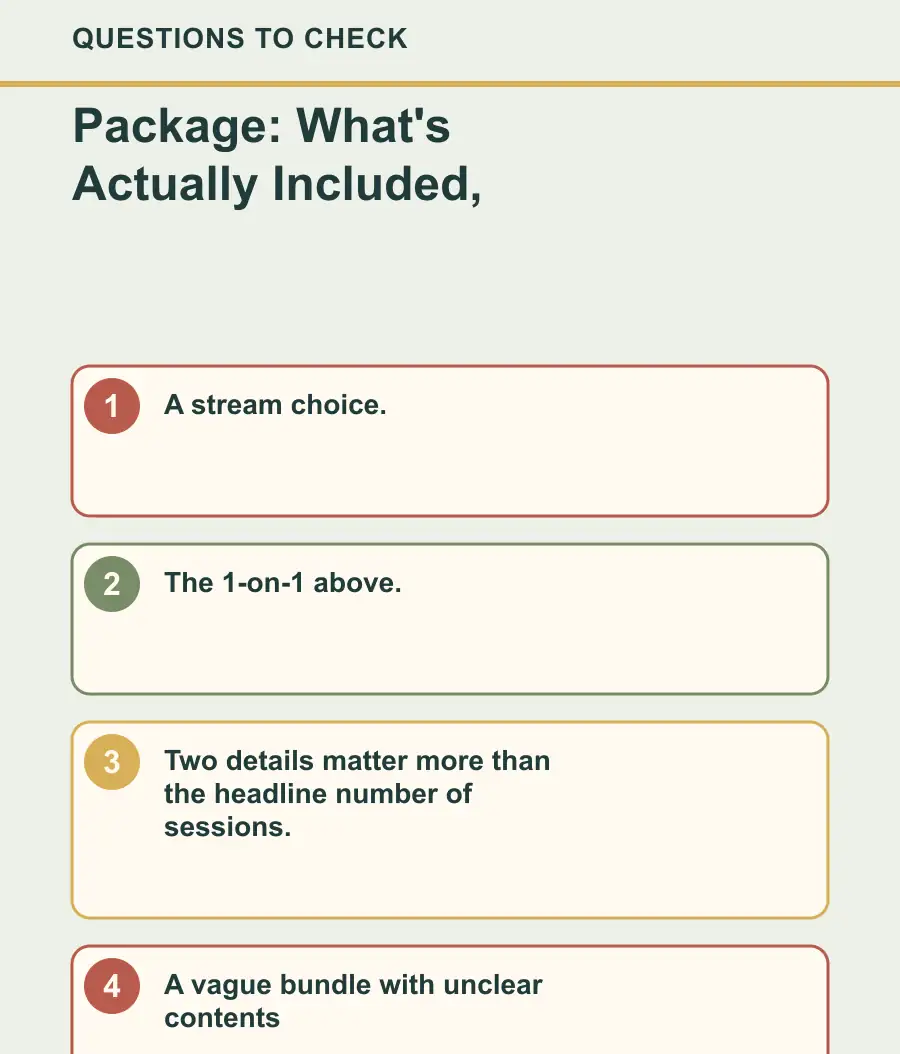 QUESTIONS TO CHECK
Package: What's
Actually Included,
1
A stream choice.
2
The 1-on-1 above.
3
Two details matter more than
the headline number of
sessions.
4
A vague bundle with unclear
contents